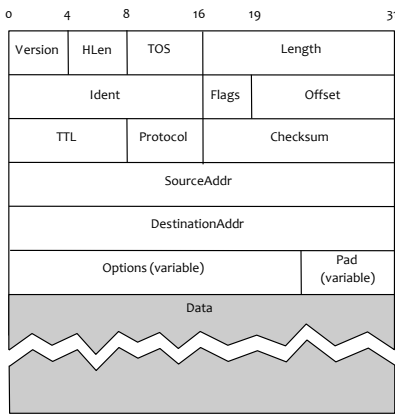 0 4 8 16 19 31
Version HLen TOS Length
Ident Flags Offset
TTL Protocol Checksum
SourceAddr
DestinationAddr
Options (variable) Pad
(variable)
Data